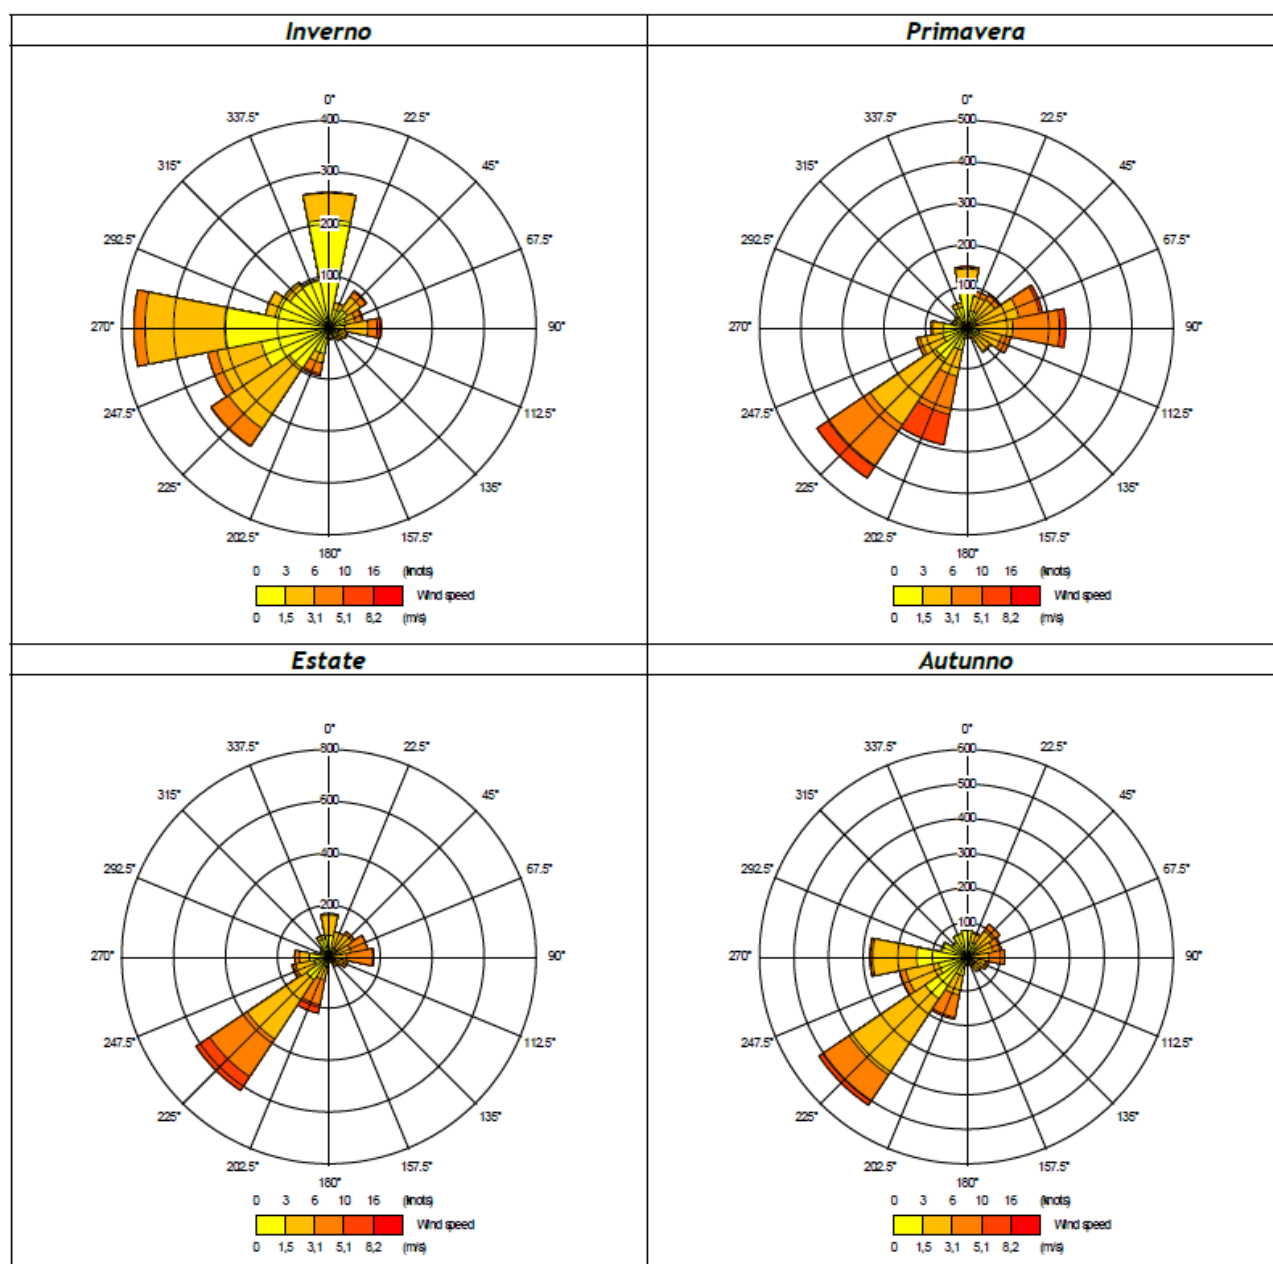 Inverno
Primavera
0°
337.5° 400 22.5°
315° 300 45°
292.5° 200 67.5°
100
270° 90°
247.5° 112.5°
225° 135°
202.5° 157.5°
180°
0 3 6 10 16 (knots)
Wind speed
0 1,5 3,1 5,1 8,2 (m/s)
0°
337.5° 500 22.5°
400
315° 45°
300
292.5° 200 67.5°
100
270° 90°
247.5° 112.5°
225° 135°
202.5° 157.5°
180°
0 3 6 10 16 (knots)
Wind speed
0 1,5 3,1 5,1 8,2 (m/s)
Estate
Autunno
0°
337.5° 800 22.5°
315° 600 45°
292.5° 400 67.5°
200
270° 90°
247.5° 112.5°
225° 135°
202.5° 157.5°
180°
0 3 6 10 16 (knots)
Wind speed
0 1,5 3,1 5,1 8,2 (m/s)
0°
337.5° 600 22.5°
500
315° 400 45°
300
292.5° 200 67.5°
100
270° 90°
247.5° 112.5°
225° 135°
202.5° 157.5°
180°
0 3 6 10 16 (knots)
Wind speed
0 1,5 3,1 5,1 8,2 (m/s)